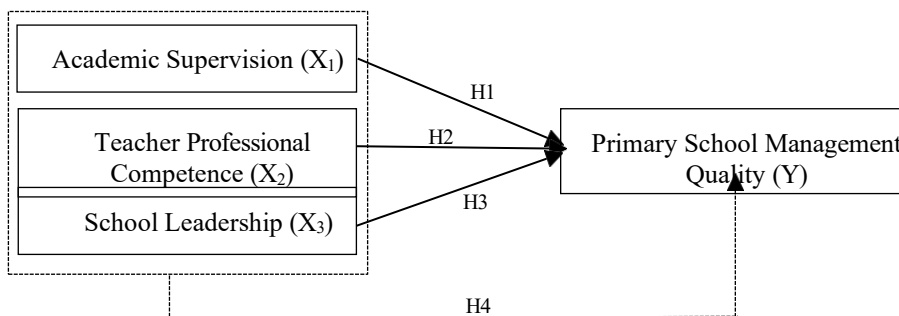 Academic Supervision (X₁)
H1
Teacher Professional
Competence (X₂)
H2
Primary School Management
Quality (Y)
School Leadership (X₃)
H3
H4